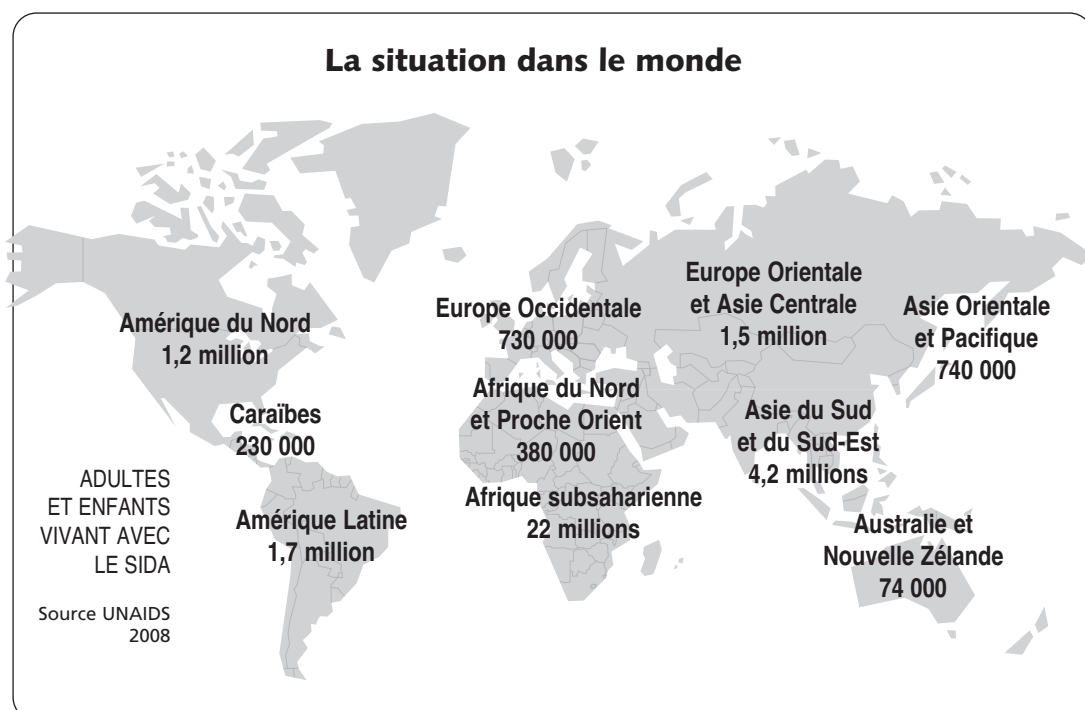 La situation dans le monde
Amérique du Nord
1,2 million
Caraïbes
230 000
Amérique Latine
1,7 million
Europe Occidentale
730 000
Afrique du Nord
et Proche Orient
380 000
Afrique subsaharienne
22 millions
Europe Orientale
et Asie Centrale
1,5 million
Asie Orientale
et Pacifique
740 000
Asie du Sud
et du Sud-Est
4,2 millions
Australie et
Nouvelle Zélande
74 000
ADULTES
ET ENFANTS
VIVANT AVEC
LE SIDA
Source UNAIDS
2008